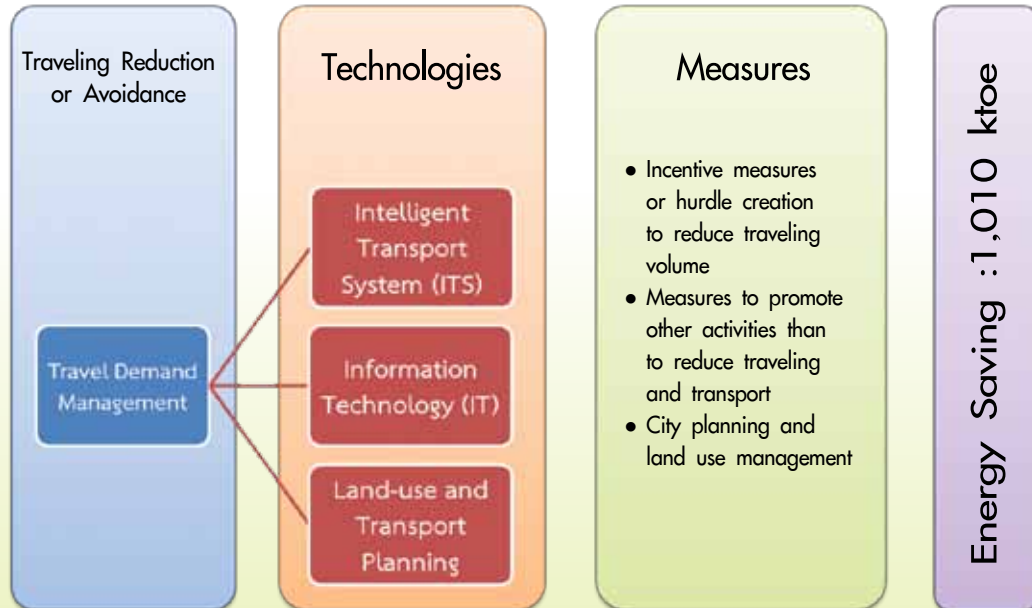 Traveling Reduction
or Avoidance
Travel Demand
Management
Technologies
Intelligent
Transport
System (ITS)
Information
Technology (IT)
Land-use and
Transport
Planning
Measures
• Incentive measures
or hurdle creation
to reduce traveling
volume
• Measures to promote
other activities than
to reduce traveling
and transport
• City planning and
land use management
Energy Saving :1,010 ktoe